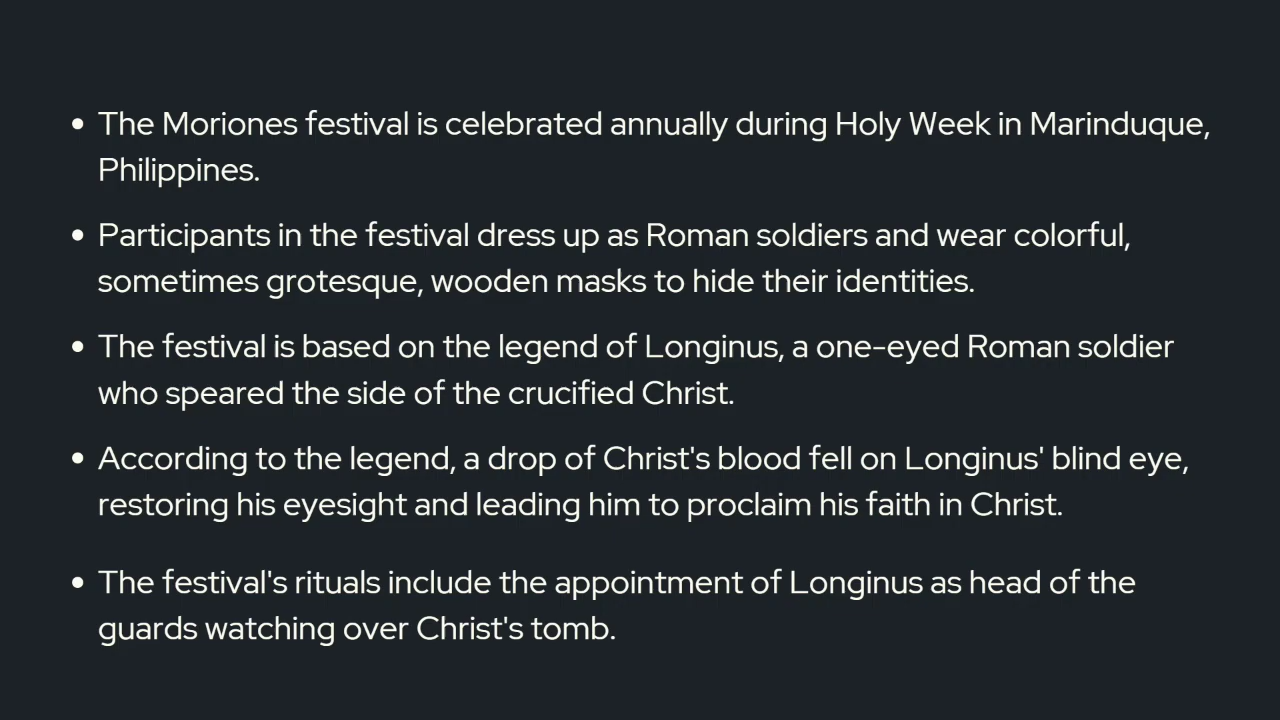 • The Moriones festival is celebrated annually during Holy Week in Marinduque,
Philippines.
• Participants in the festival dress up as Roman soldiers and wear colorful,
sometimes grotesque, wooden masks to hide their identities.
• The festival is based on the legend of Longinus, a one-eyed Roman soldier
who speared the side of the crucified Christ.
• According to the legend, a drop of Christ's blood fell on Longinus' blind eye,
restoring his eyesight and leading him to proclaim his faith in Christ.
• The festival's rituals include the appointment of Longinus as head of the
guards watching over Christ's tomb.